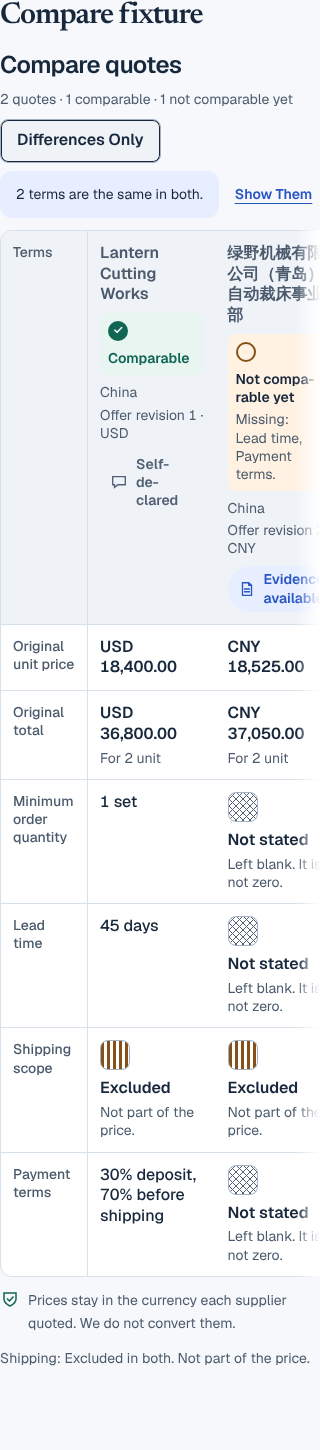 Compare fixture
Compare quotes
2 quotes · 1 comparable · 1 not comparable yet
Differences Only
2 terms are the same in both.
Show Them
Terms
Lantern
Cutting
Works
Comparable
China
Offer revision 1 ·
USD
Self-
de-
clared
绿野机械有限
公司（青岛）
自动裁床事业
部
Not compa-
rable yet
Missing:
Lead time,
Payment
terms.
China
Offer revision
CNY
Evidence
available
Original
unit price
USD
18,400.00
CNY
18,525.00
Original
total
USD
36,800.00
For 2 unit
CNY
37,050.00
For 2 unit
Minimum
order
quantity
1 set
Not stated
Left blank. It is
not zero.
Lead
time
45 days
Not stated
Left blank. It is
not zero.
Shipping
scope
Excluded
Not part of the
price.
Excluded
Not part of the
price.
Payment
terms
30% deposit,
70% before
shipping
Not stated
Left blank. It is
not zero.
Prices stay in the currency each supplier
quoted. We do not convert them.
Shipping: Excluded in both. Not part of the price.